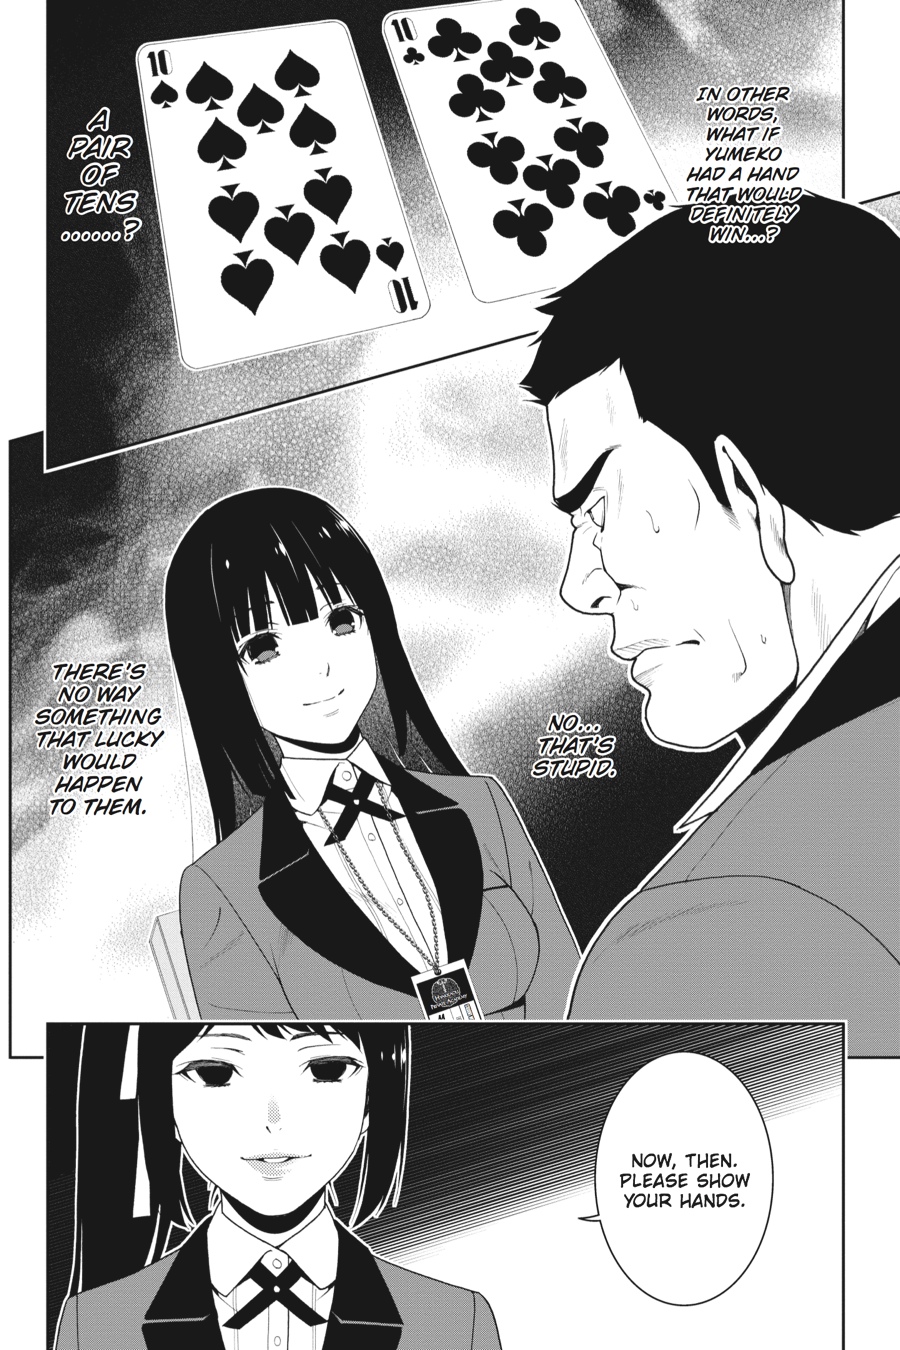 10
10
10
IN OTHER
WORDS,
WHAT IF
YUMEKO
HAD A HAND
THAT WOULD
DEFINITELY
WIN....?
A
PAIR
OF
TENS
......?
NO...
THAT'S
STUPID.
THERE'S
NO WAY
SOMETHING
THAT LUCKY
WOULD
HAPPEN
TO THEM.
NOW, THEN.
PLEASE SHOW
YOUR HANDS.